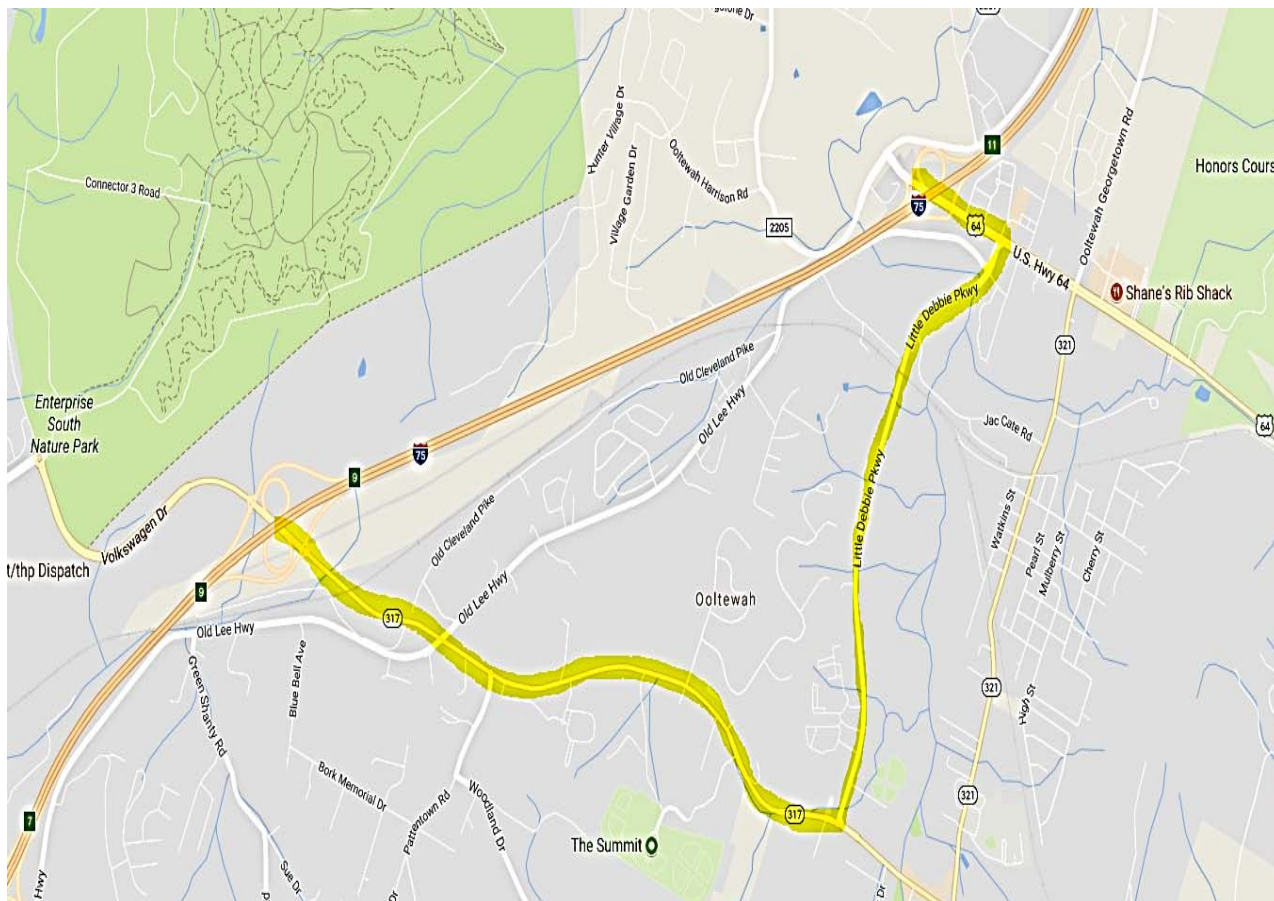 Hunter Village Dr
Village Garden Dr
Ooltewah Harrison Rd
2205
11
75
64
U.S. Hwy 64
Ooltewah Georgetown Rd
Honors Cours
Shane's Rib Shack
Connector 3 Road
Little Debbie Pkwy
321
64
Old Cleveland Pike
Old Lee Hwy
Jac Cate Rd
Enterprise
South
Nature Park
75
9
Volkswagen Dr
Old Cleveland Pike
Little Debbie Pkwy
Watkins St
Pearl St
Mulberry St
Cherry St
t/thp Dispatch
9
Old Lee Hwy
317
Old Lee Hwy
Ooltewah
Blue Bell Ave
Green Shanty Rd
321
High St
Bork Memorial Dr
Pattentown Rd
Woodland Dr
317
321
7
The Summit
Sue Dr
Hwy
Dr
Dr